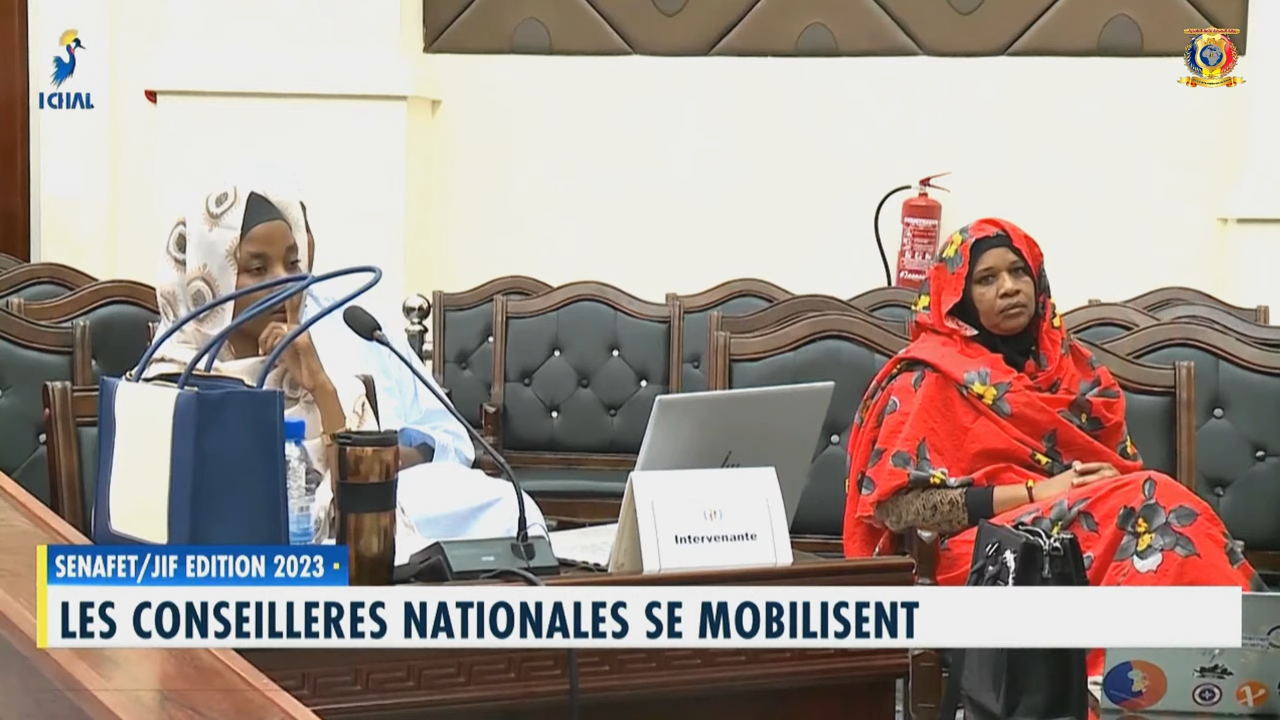 ICHAL
SENAFET/JIF EDITION 2023
LES CONSEILLERES NATIONALES SE MOBILISENT
Intervenante